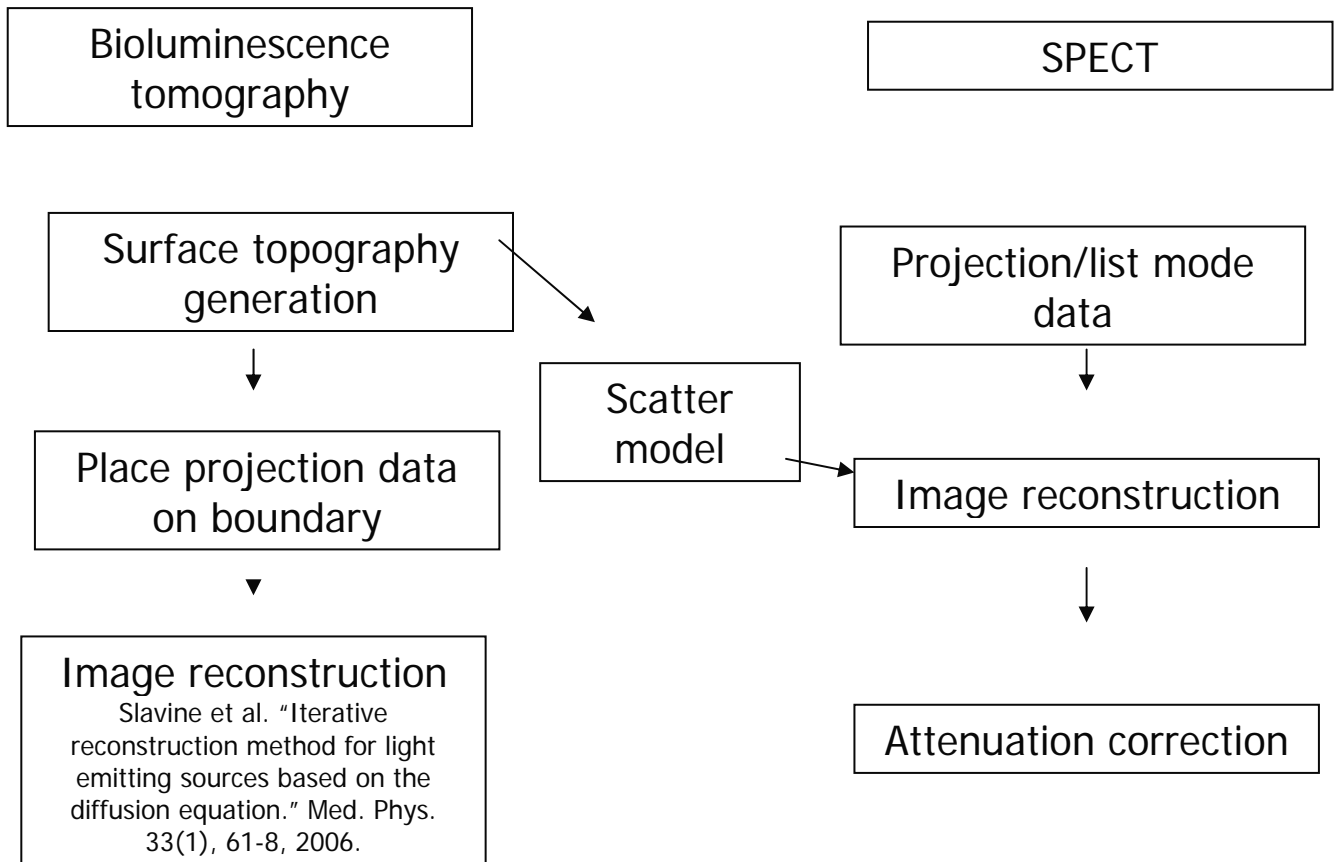 Bioluminescence
tomography
SPECT
Surface topography
generation
Projection/list mode
data
Scatter
model
Place projection data
on boundary
Image reconstruction
Image reconstruction
Slavine et al. “Iterative
reconstruction method for light
emitting sources based on the
diffusion equation.” Med. Phys.
33(1), 61-8, 2006.
Attenuation correction